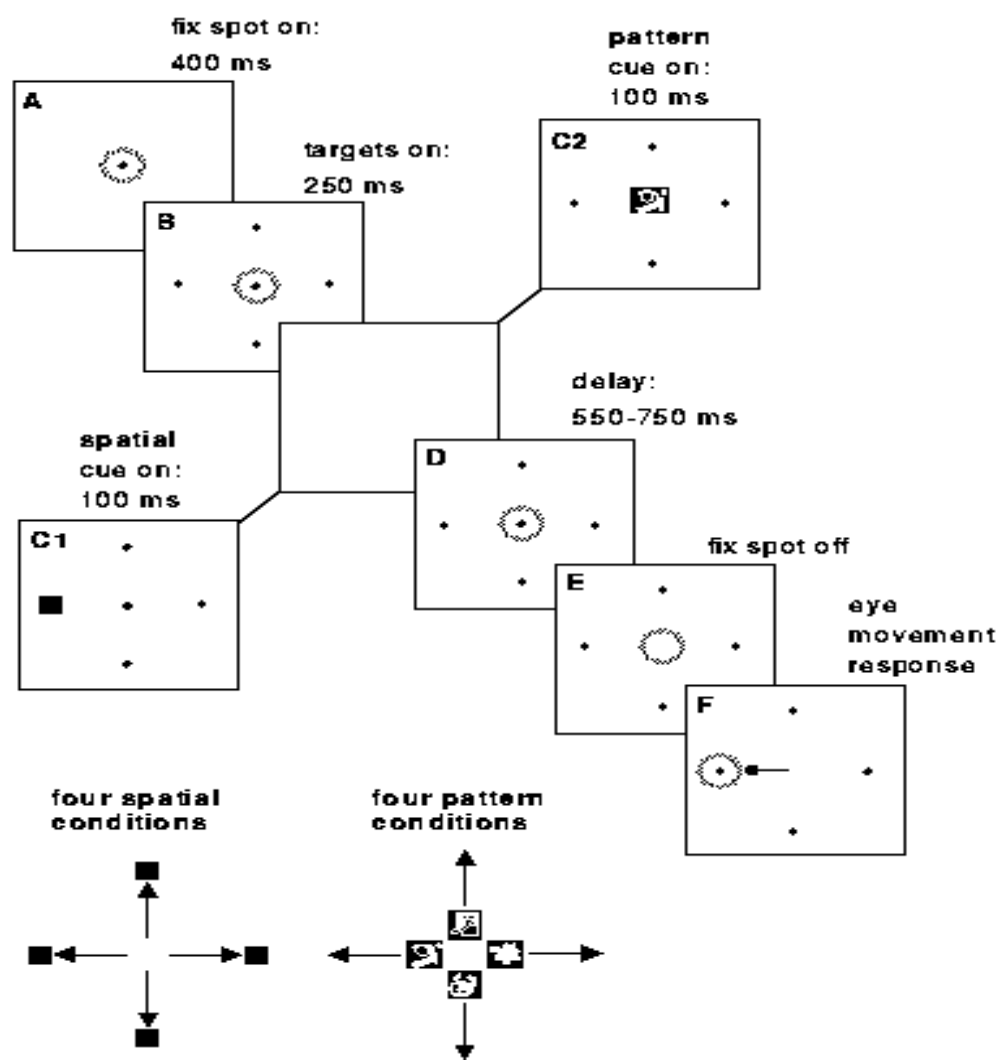 fix spot on:
400 ms
A
targets on:
250 ms
B
pattern
cue on:
100 ms
C2
spatial
cue on:
100 ms
C1
delay:
550-750 ms
D
fix spot off
E
eye
movement
response
F
four spatial
conditions
four pattern
conditions